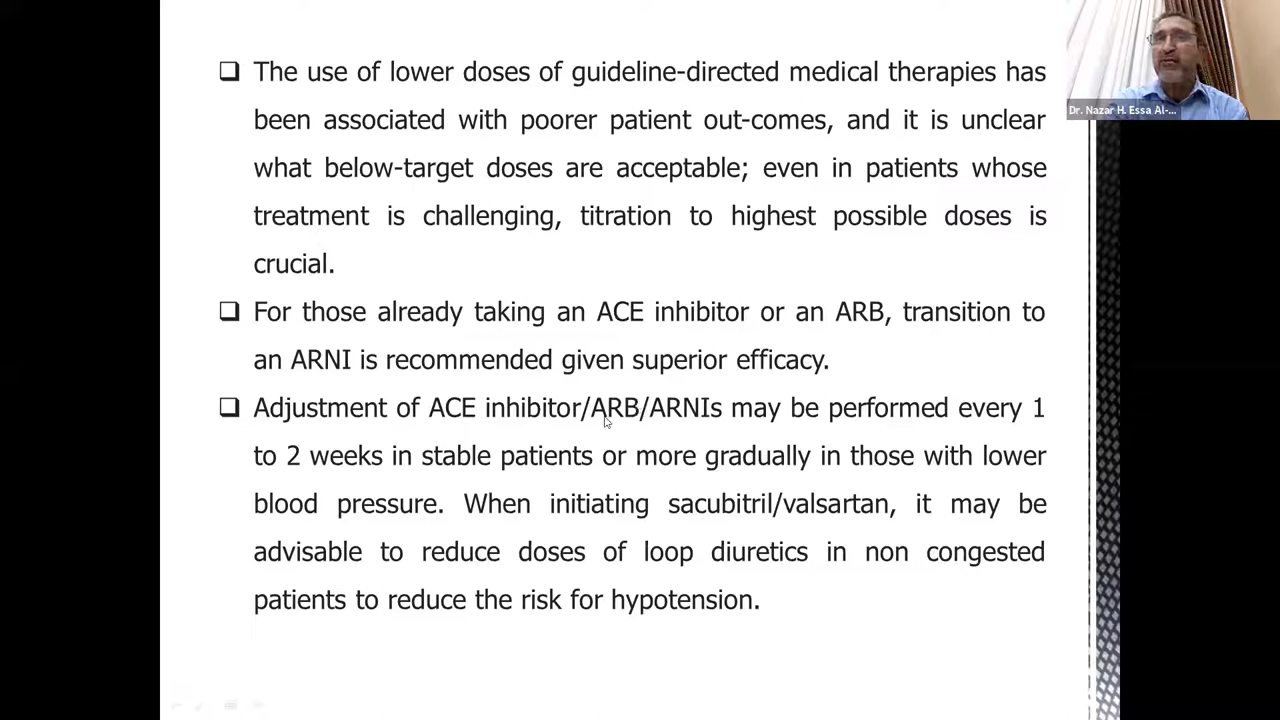 ❑ The use of lower doses of guideline-directed medical therapies has
been associated with poorer patient out-comes, and it is unclear
what below-target doses are acceptable; even in patients whose
treatment is challenging, titration to highest possible doses is
crucial.
❑ For those already taking an ACE inhibitor or an ARB, transition to
an ARNI is recommended given superior efficacy.
❑ Adjustment of ACE inhibitor/ARB/ARNIs may be performed every 1
to 2 weeks in stable patients or more gradually in those with lower
blood pressure. When initiating sacubitril/valsartan, it may be
advisable to reduce doses of loop diuretics in non congested
patients to reduce the risk for hypotension.
Dr. Nazar H. Essa Al-...